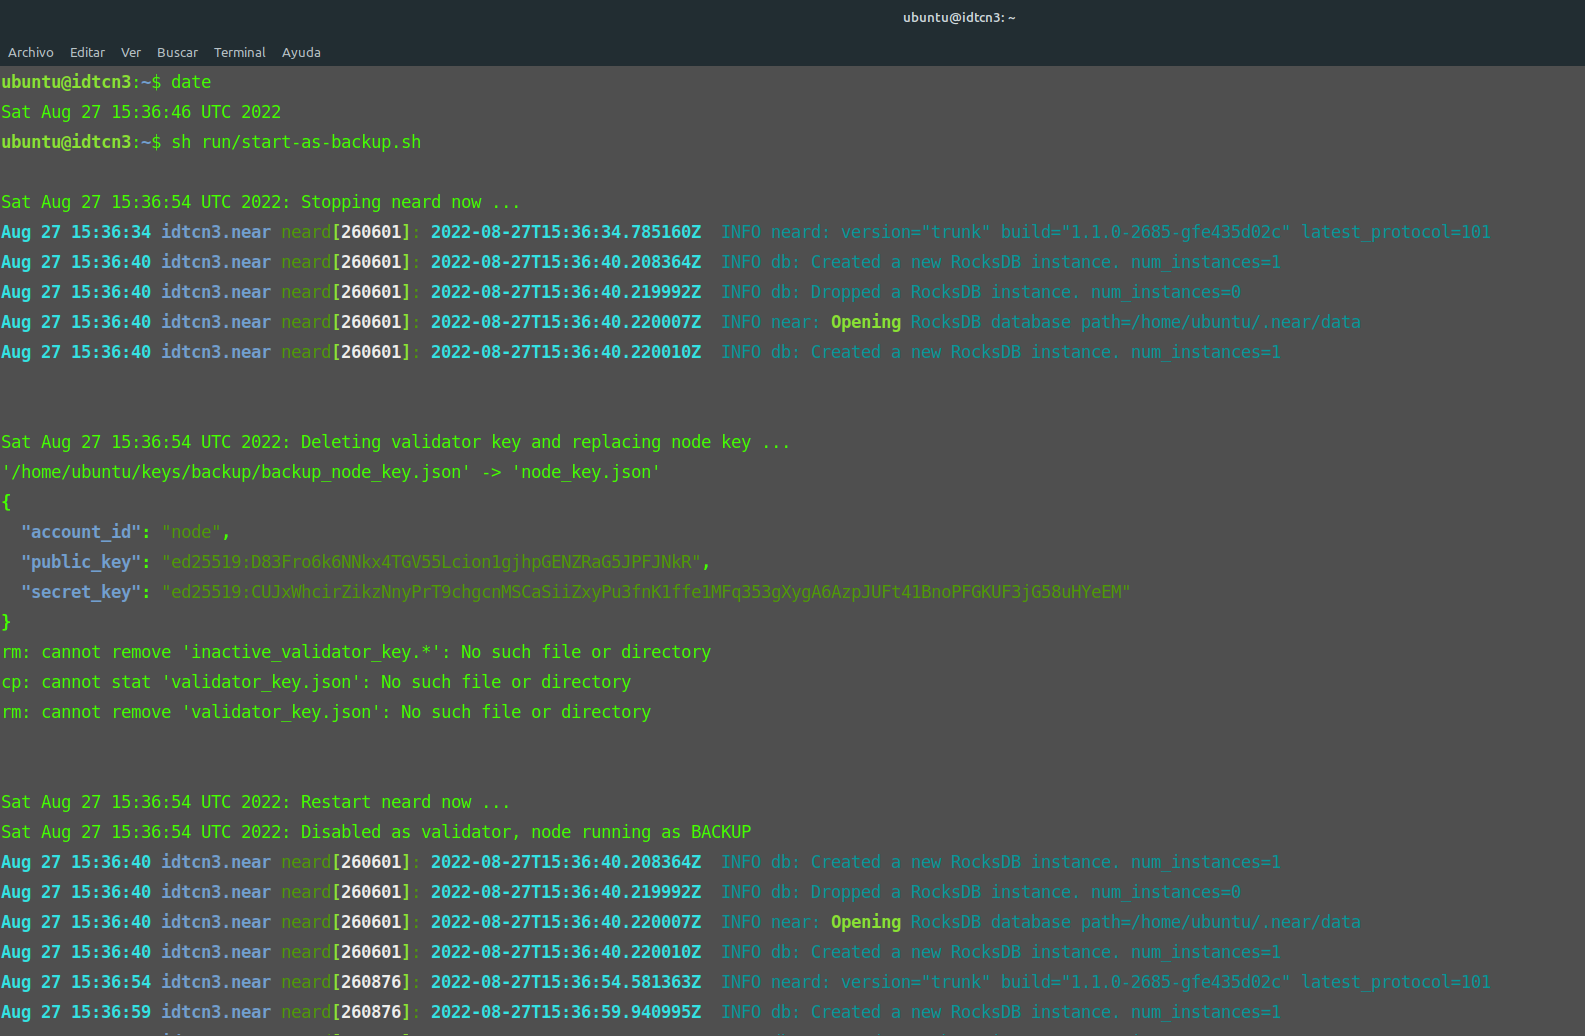 ubuntu@idtcn3: ~
Archivo Editar Ver Buscar Terminal Ayuda
ubuntu@idtcn3:~$ date
Sat Aug 27 15:36:46 UTC 2022
ubuntu@idtcn3:~$ sh run/start-as-backup.sh
Sat Aug 27 15:36:54 UTC 2022: Stopping neard now ...
Aug 27 15:36:34 idtcn3.near neard[260601]: 2022-08-27T15:36:34.785160Z  INFO neard: version="trunk" build="1.1.0-2685-gfe435d02c" latest_protocol=101
Aug 27 15:36:40 idtcn3.near neard[260601]: 2022-08-27T15:36:40.208364Z  INFO db: Created a new RocksDB instance. num_instances=1
Aug 27 15:36:40 idtcn3.near neard[260601]: 2022-08-27T15:36:40.219992Z  INFO db: Dropped a RocksDB instance. num_instances=0
Aug 27 15:36:40 idtcn3.near neard[260601]: 2022-08-27T15:36:40.220007Z  INFO near: Opening RocksDB database path=/home/ubuntu/.near/data
Aug 27 15:36:40 idtcn3.near neard[260601]: 2022-08-27T15:36:40.220010Z  INFO db: Created a new RocksDB instance. num_instances=1
Sat Aug 27 15:36:54 UTC 2022: Deleting validator key and replacing node key ...
'/home/ubuntu/keys/backup/backup_node_key.json' -> 'node_key.json'
{
  "account_id": "node",
  "public_key": "ed25519:D83Fro6k6NNkx4TGV55Lcion1gjhpGENZRaG5JPFJNkR",
  "secret_key": "ed25519:CUJxWhcirZikzNnyPrT9chgcnMSCaSiiZxyPu3fnK1ffe1MFq353gXygA6AzpJUFt41BnoPFGKUF3jG58uHYeEM"
}
rm: cannot remove 'inactive_validator_key.*': No such file or directory
cp: cannot stat 'validator_key.json': No such file or directory
rm: cannot remove 'validator_key.json': No such file or directory
Sat Aug 27 15:36:54 UTC 2022: Restart neard now ...
Sat Aug 27 15:36:54 UTC 2022: Disabled as validator, node running as BACKUP
Aug 27 15:36:40 idtcn3.near neard[260601]: 2022-08-27T15:36:40.208364Z  INFO db: Created a new RocksDB instance. num_instances=1
Aug 27 15:36:40 idtcn3.near neard[260601]: 2022-08-27T15:36:40.219992Z  INFO db: Dropped a RocksDB instance. num_instances=0
Aug 27 15:36:40 idtcn3.near neard[260601]: 2022-08-27T15:36:40.220007Z  INFO near: Opening RocksDB database path=/home/ubuntu/.near/data
Aug 27 15:36:40 idtcn3.near neard[260601]: 2022-08-27T15:36:40.220010Z  INFO db: Created a new RocksDB instance. num_instances=1
Aug 27 15:36:54 idtcn3.near neard[260876]: 2022-08-27T15:36:54.581363Z  INFO neard: version="trunk" build="1.1.0-2685-gfe435d02c" latest_protocol=101
Aug 27 15:36:59 idtcn3.near neard[260876]: 2022-08-27T15:36:59.940995Z  INFO db: Created a new RocksDB instance. num_instances=1